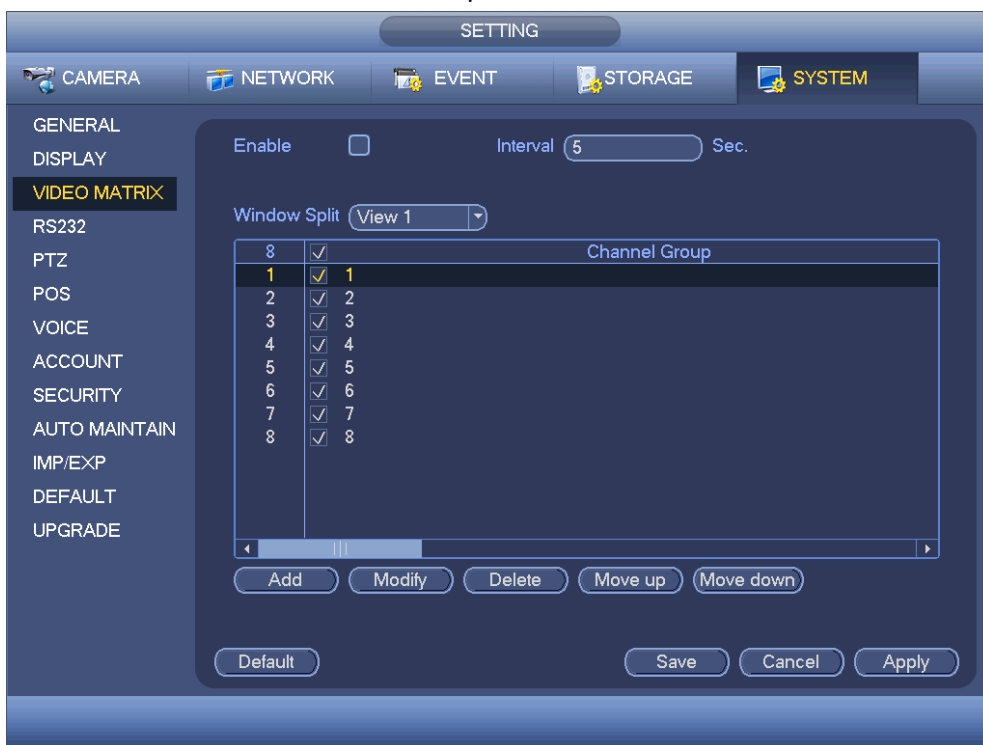 SETTING
CAMERA NETWORK EVENT STORAGE SYSTEM
GENERAL
DISPLAY
VIDEO MATRIX
RS232
PTZ
POS
VOICE
ACCOUNT
SECURITY
AUTO MAINTAIN
IMP/EXP
DEFAULT
UPGRADE
Enable Interval 5 Sec.
Window Split View 1
8 Channel Group
1 1
2 2
3 3
4 4
5 5
6 6
7 7
8 8
Add Modify Delete Move up Move down
Default Save Cancel Apply